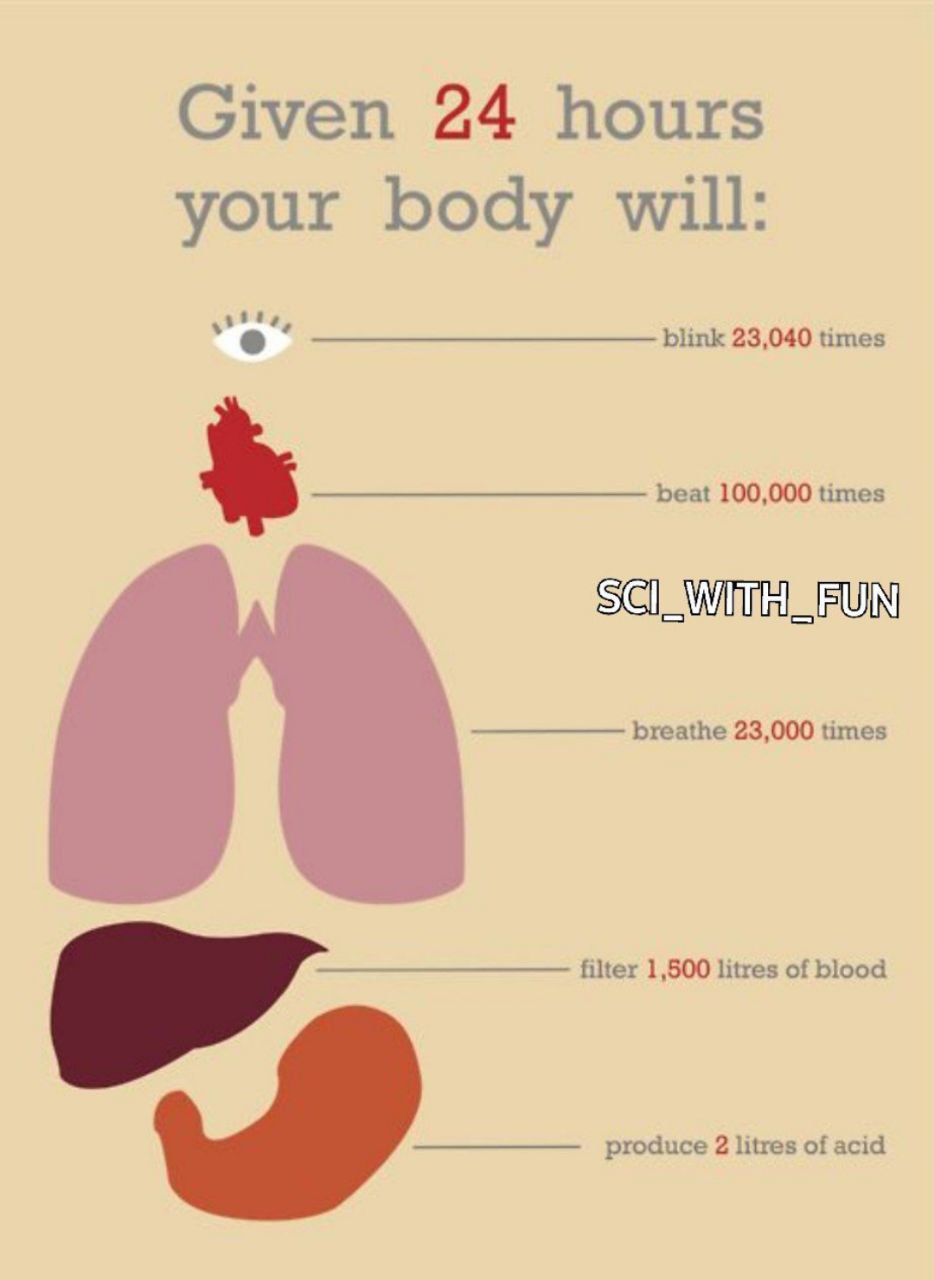 Given 24 hours
your body will:
blink 23,040 times
beat 100,000 times
SCI_WITH_FUN
breathe 23,000 times
filter 1,500 litres of blood
produce 2 litres of acid